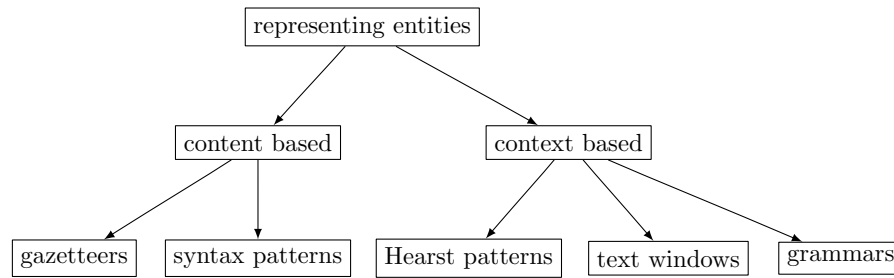 representing entities
content based
context based
gazetteers
syntax patterns
Hearst patterns
text windows
grammars